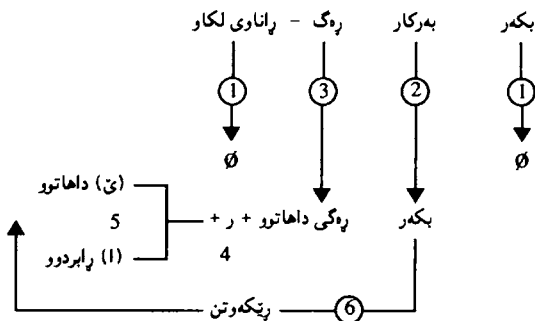 بکەر بەرکار ڕەگ - ڕاناوی لکاو
1 2 3 1
ø ø
(ێ) داهاتوو
بکەر ڕەگی داهاتوو + ر + 5
4 (ا) ڕابردوو
6 ڕێکەوتن